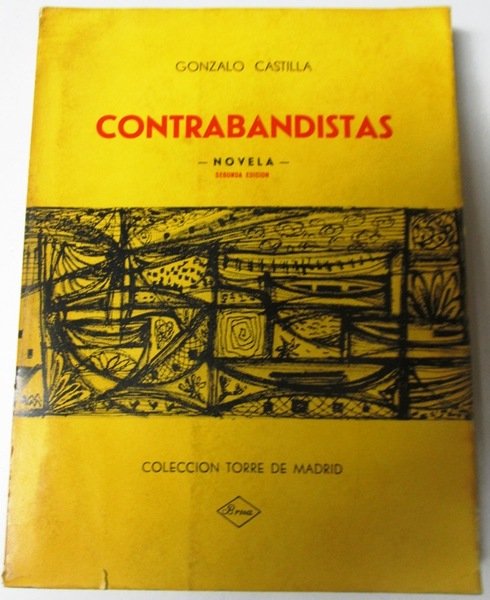 GONZALO CASTILLA
CONTRABANDISTAS
— NOVELA —
SEGUNDA EDICION
COLECCION TORRE DE MADRID